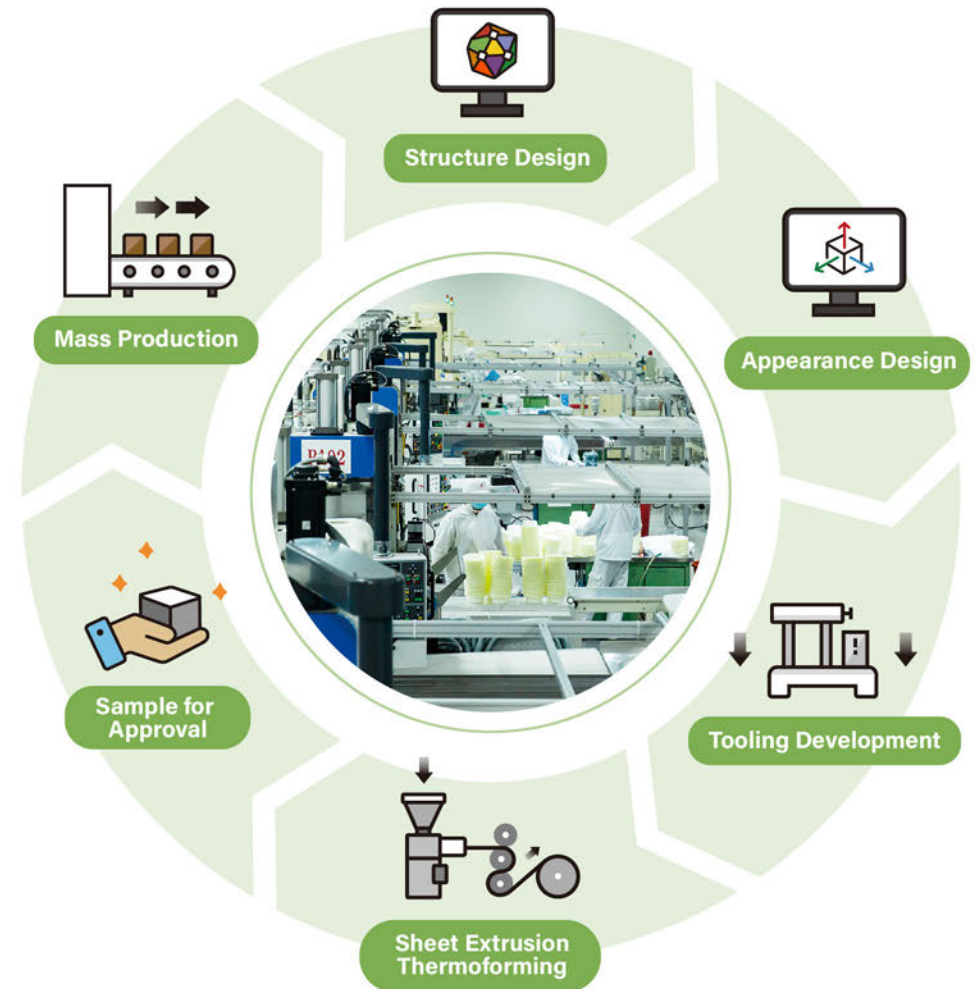 Structure Design
Appearance Design
Tooling Development
Sheet Extrusion
Thermoforming
Sample for
Approval
Mass Production